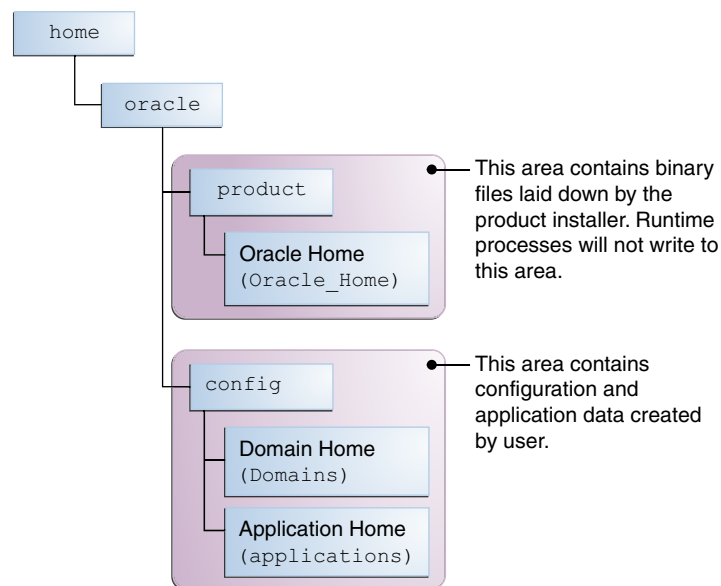 home
oracle
product
Oracle Home
(Oracle_Home)
This area contains binary
files laid down by the
product installer. Runtime
processes will not write to
this area.
config
Domain Home
(Domains)
Application Home
(applications)
This area contains
configuration and
application data created
by user.